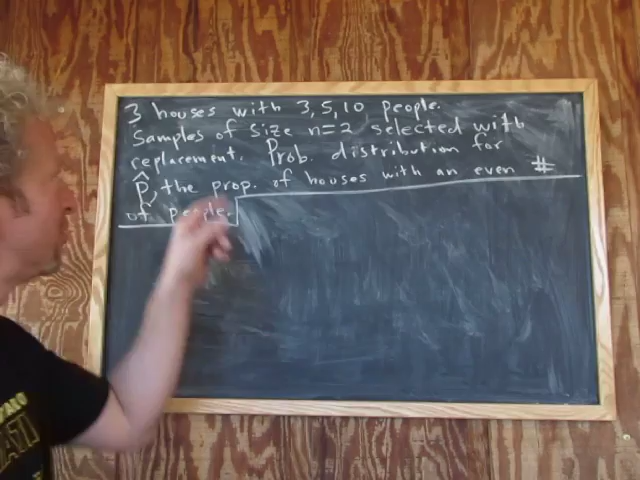 3 houses with 3, 5, 10 people.
Samples of size n=2 selected with
replacement. Prob. distribution for
P̂, the prop. of houses with an even #
of people.